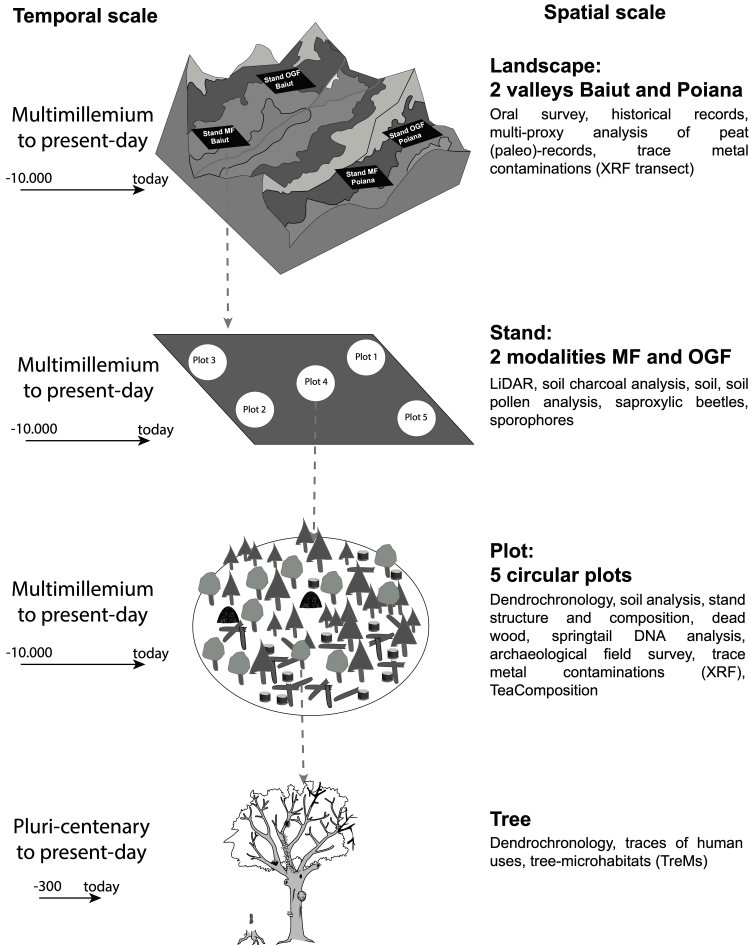 Temporal scale
Spatial scale
Stand OGF
Baiut
Stand MF
Baiut
Stand OGF
Poiana
Stand MF
Poiana
Multimillemium
to present-day
-10.000
today
Landscape:
2 valleys Baiut and Poiana
Oral survey, historical records,
multi-proxy analysis of peat
(paleo)-records, trace metal
contaminations (XRF transect)
Multimillemium
to present-day
-10.000
today
Plot 3
Plot 1
Plot 4
Plot 2
Plot 5
Stand:
2 modalities MF and OGF
LiDAR, soil charcoal analysis, soil, soil
pollen analysis, saproxylic beetles,
sporophores
Multimillemium
to present-day
-10.000
today
Plot:
5 circular plots
Dendrochronology, soil analysis, stand
structure and composition, dead
wood, springtail DNA analysis,
archaeological field survey, trace
metal contaminations (XRF),
TeaComposition
Pluri-centenary
to present-day
-300
today
Tree
Dendrochronology, traces of human
uses, tree-microhabitats (TreMs)